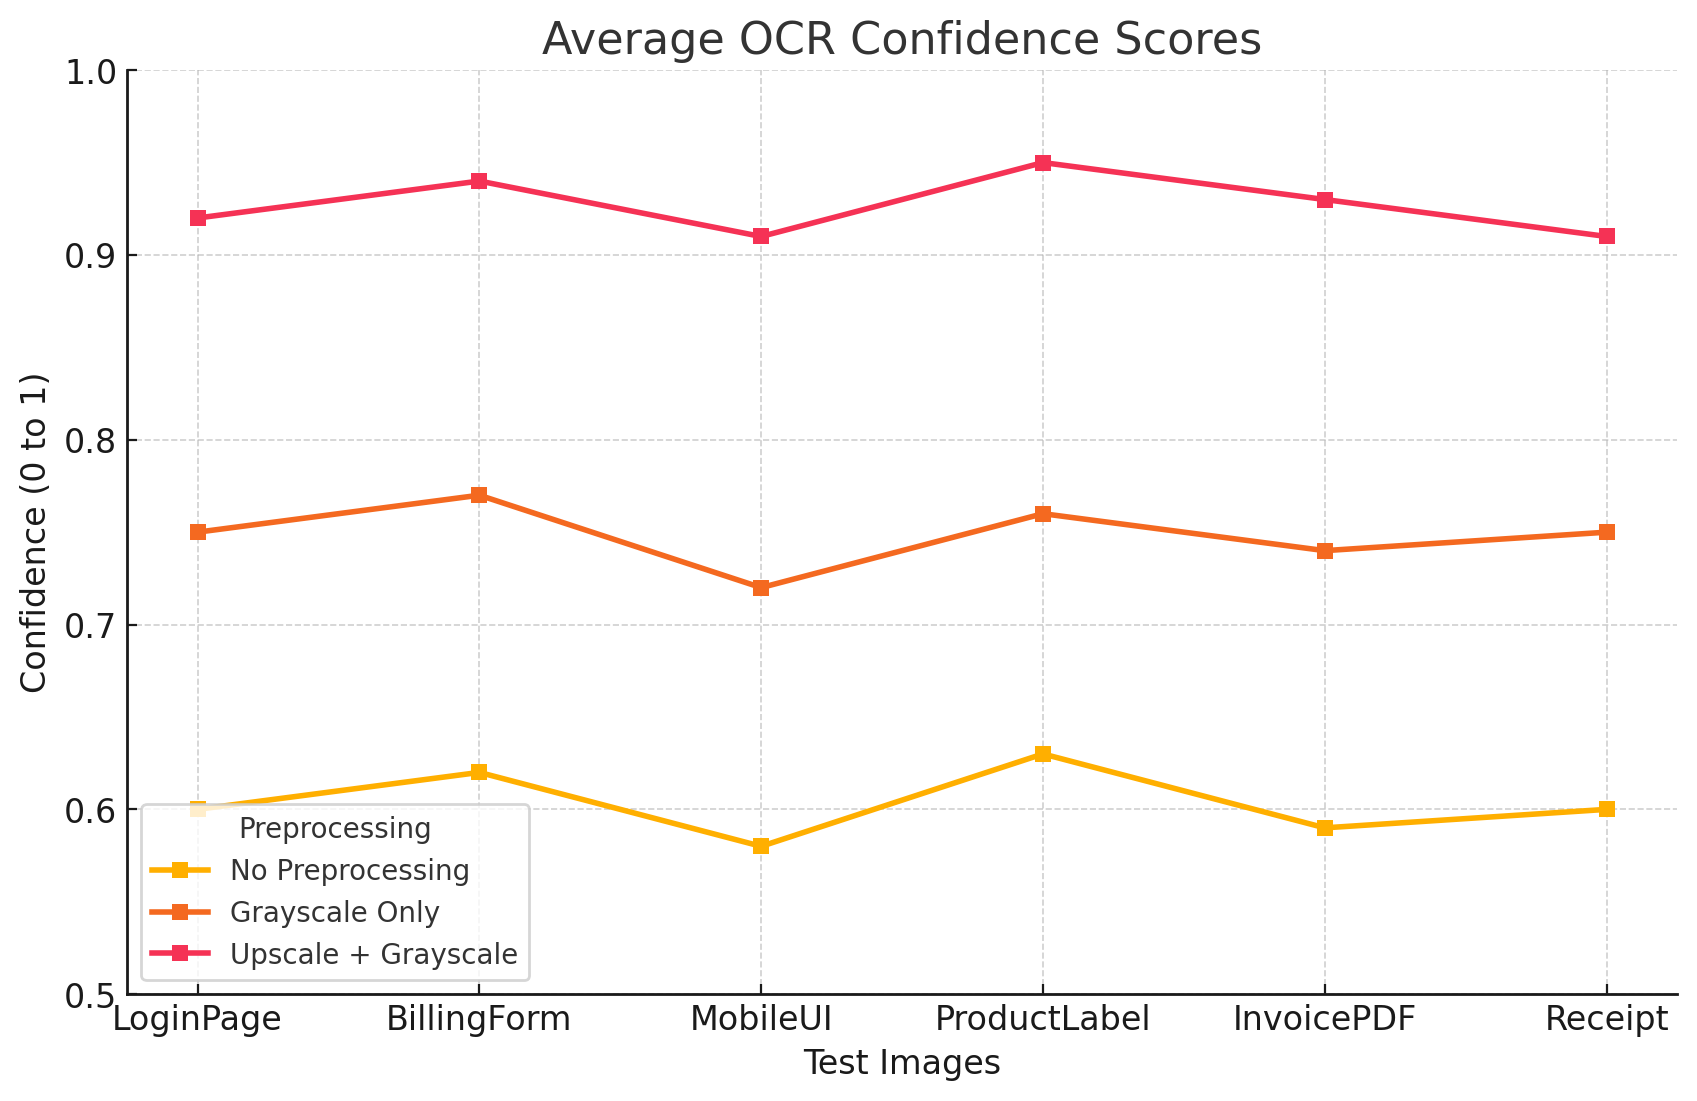 Average OCR Confidence Scores
Confidence (0 to 1)
1.0
0.9
0.8
0.7
0.6
0.5
Preprocessing
No Preprocessing
Grayscale Only
Upscale + Grayscale
LoginPage BillingForm MobileUI ProductLabel InvoicePDF Receipt
Test Images